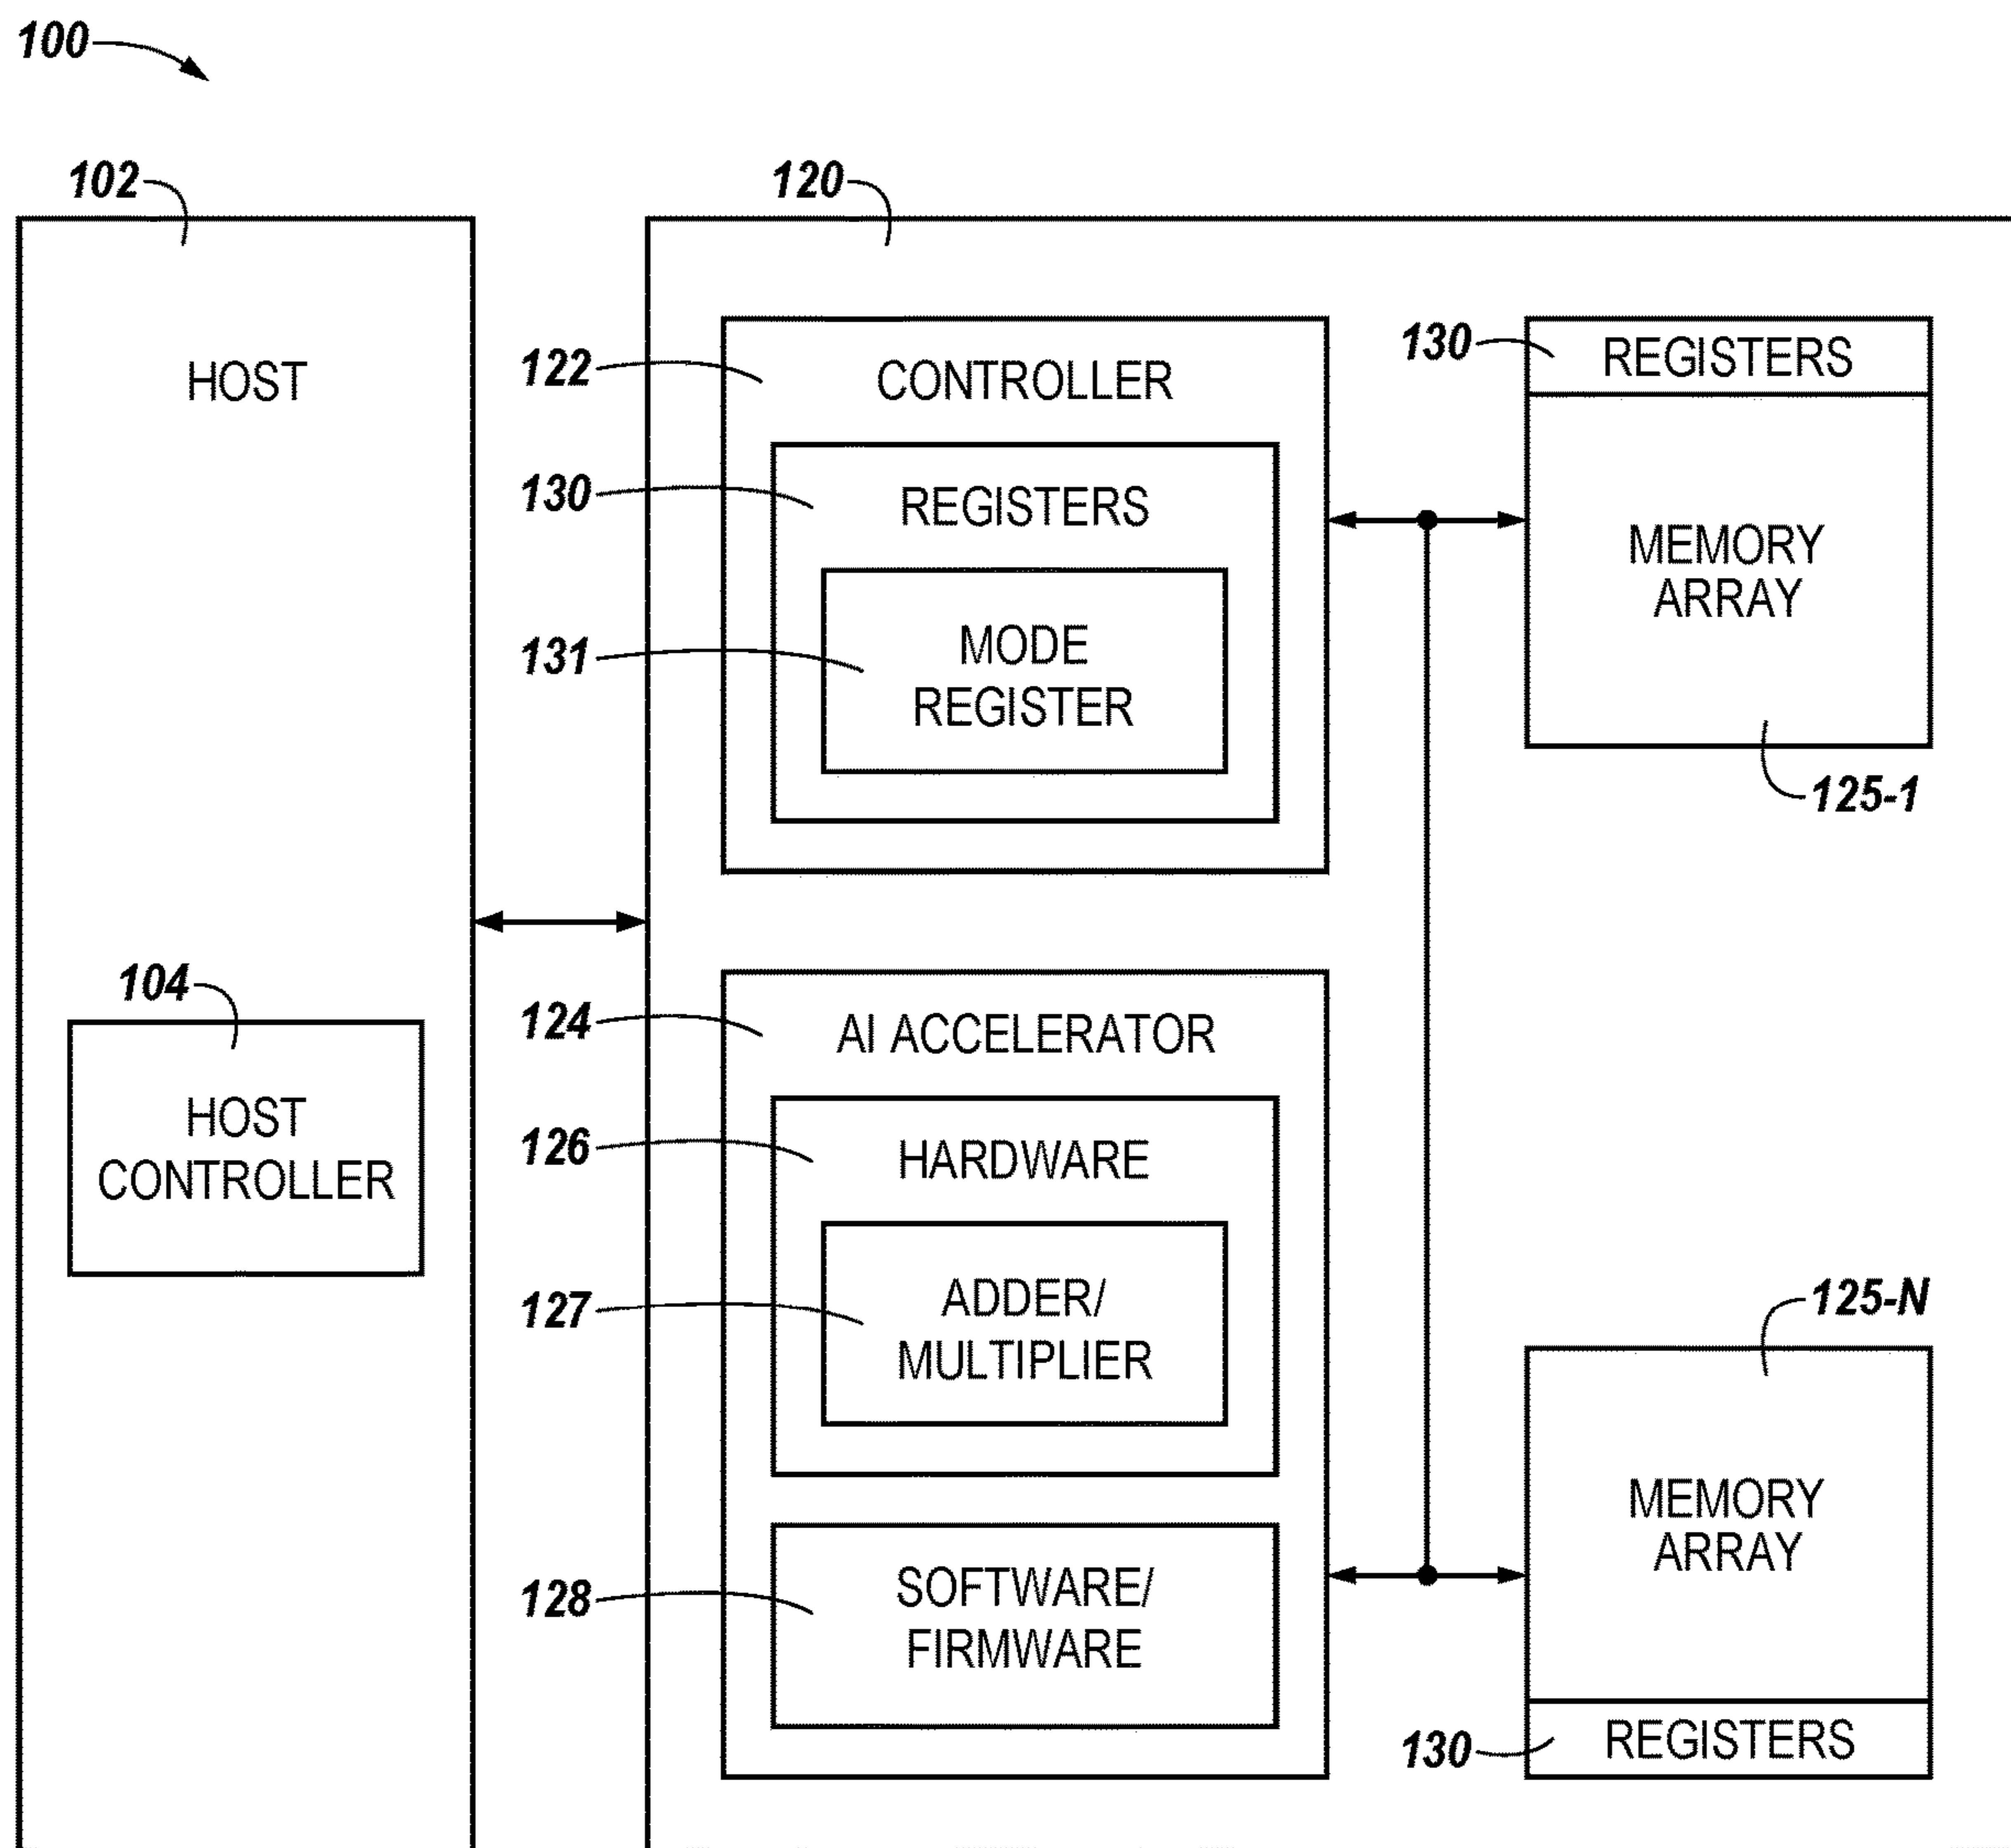 100
102
120
HOST
122
CONTROLLER
130
REGISTERS
131
MODE
REGISTER
130
REGISTERS
MEMORY
ARRAY
125-1
104
HOST
CONTROLLER
124
AI ACCELERATOR
126
HARDWARE
127
ADDER/
MULTIPLIER
128
SOFTWARE/
FIRMWARE
125-N
MEMORY
ARRAY
130
REGISTERS